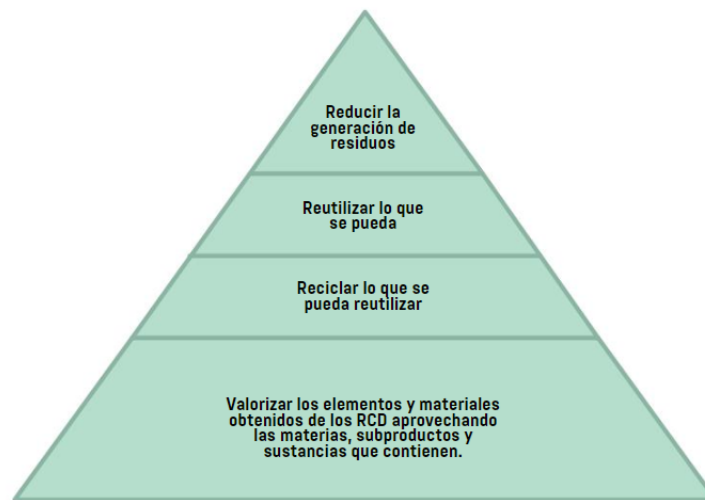 Reducir la
generación de
residuos
Reutilizar lo que
se pueda
Reciclar lo que se
pueda reutilizar
Valorizar los elementos y materiales
obtenidos de los RCD aprovechando
las materias, subproductos y
sustancias que contienen.